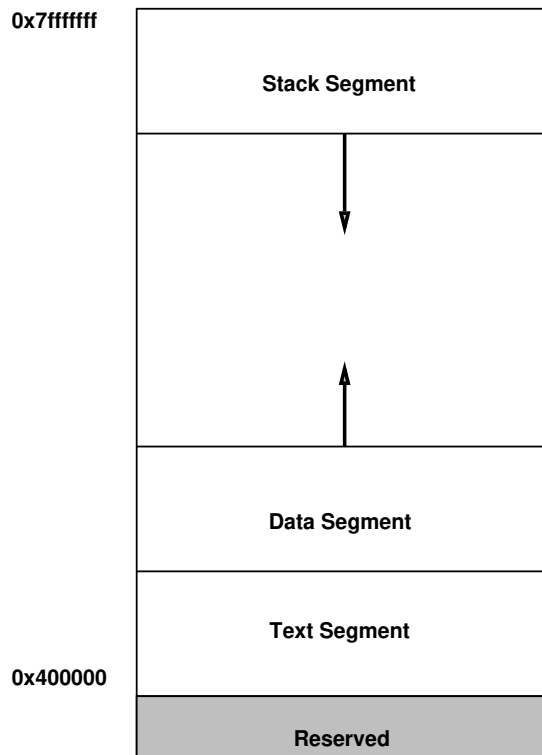 0x7fffffff
Stack Segment
Data Segment
Text Segment
0x400000
Reserved